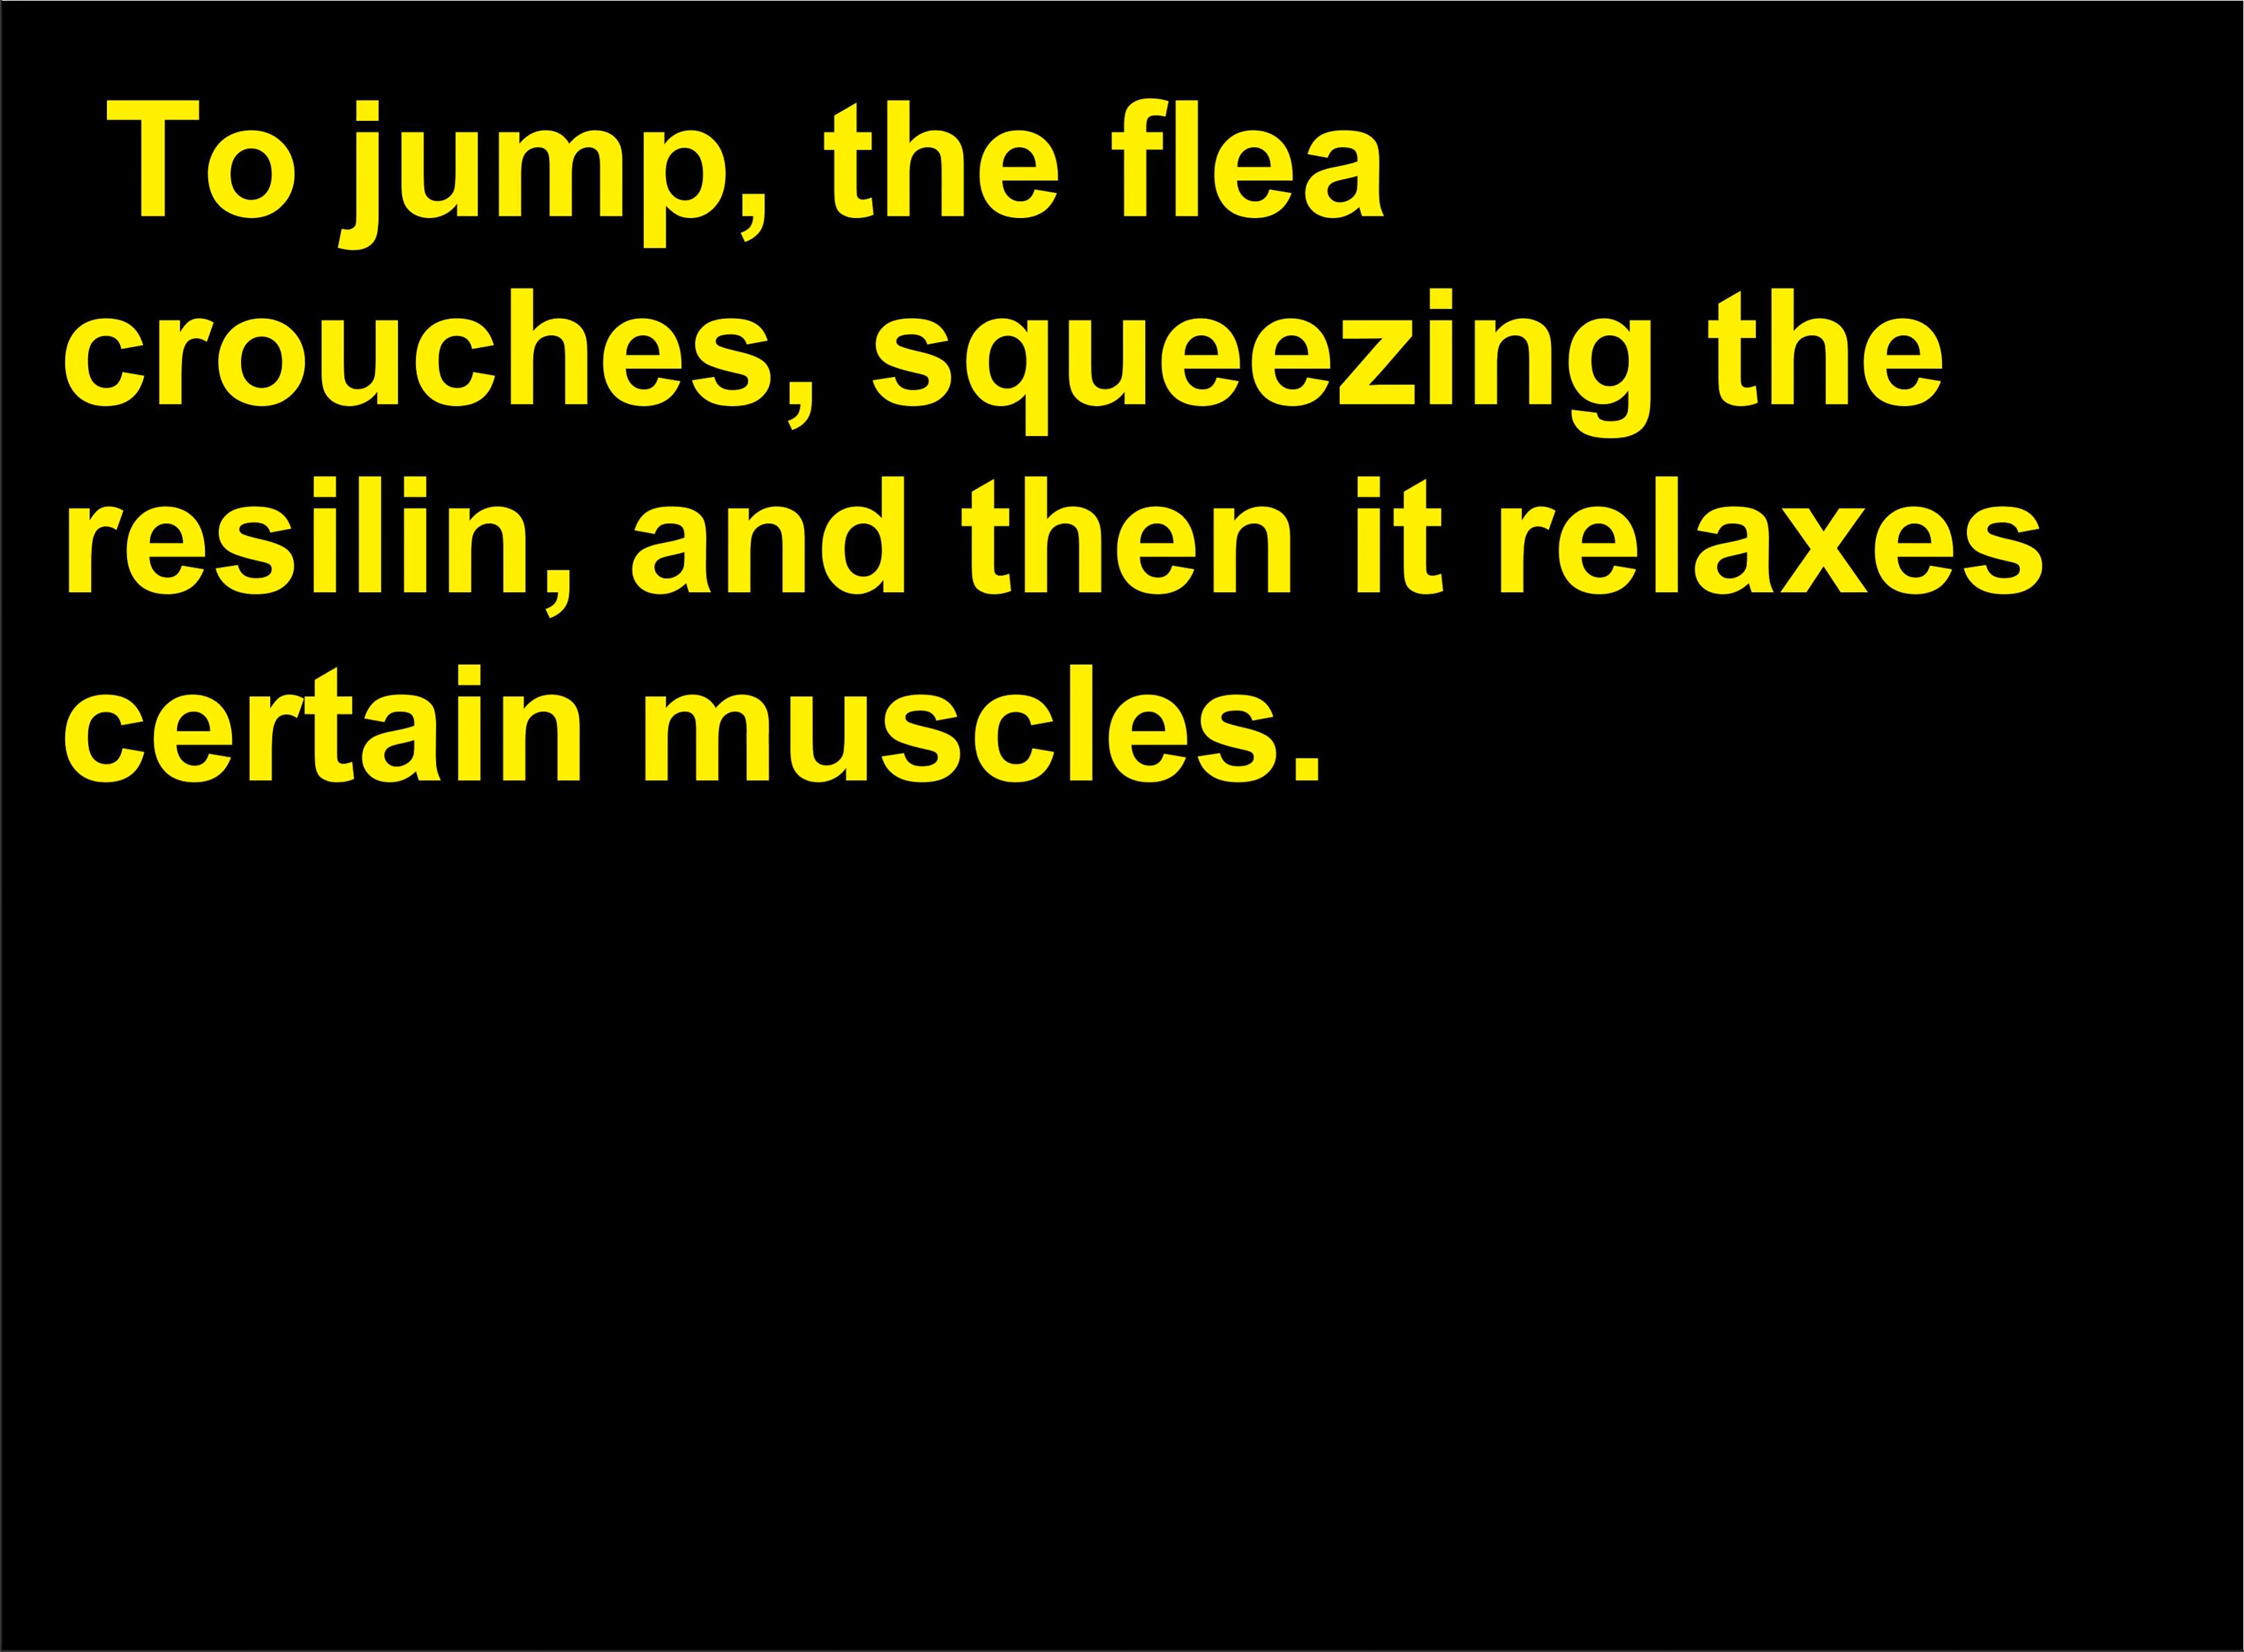 To jump, the flea
crouches, squeezing the
resilin, and then it relaxes
certain muscles.